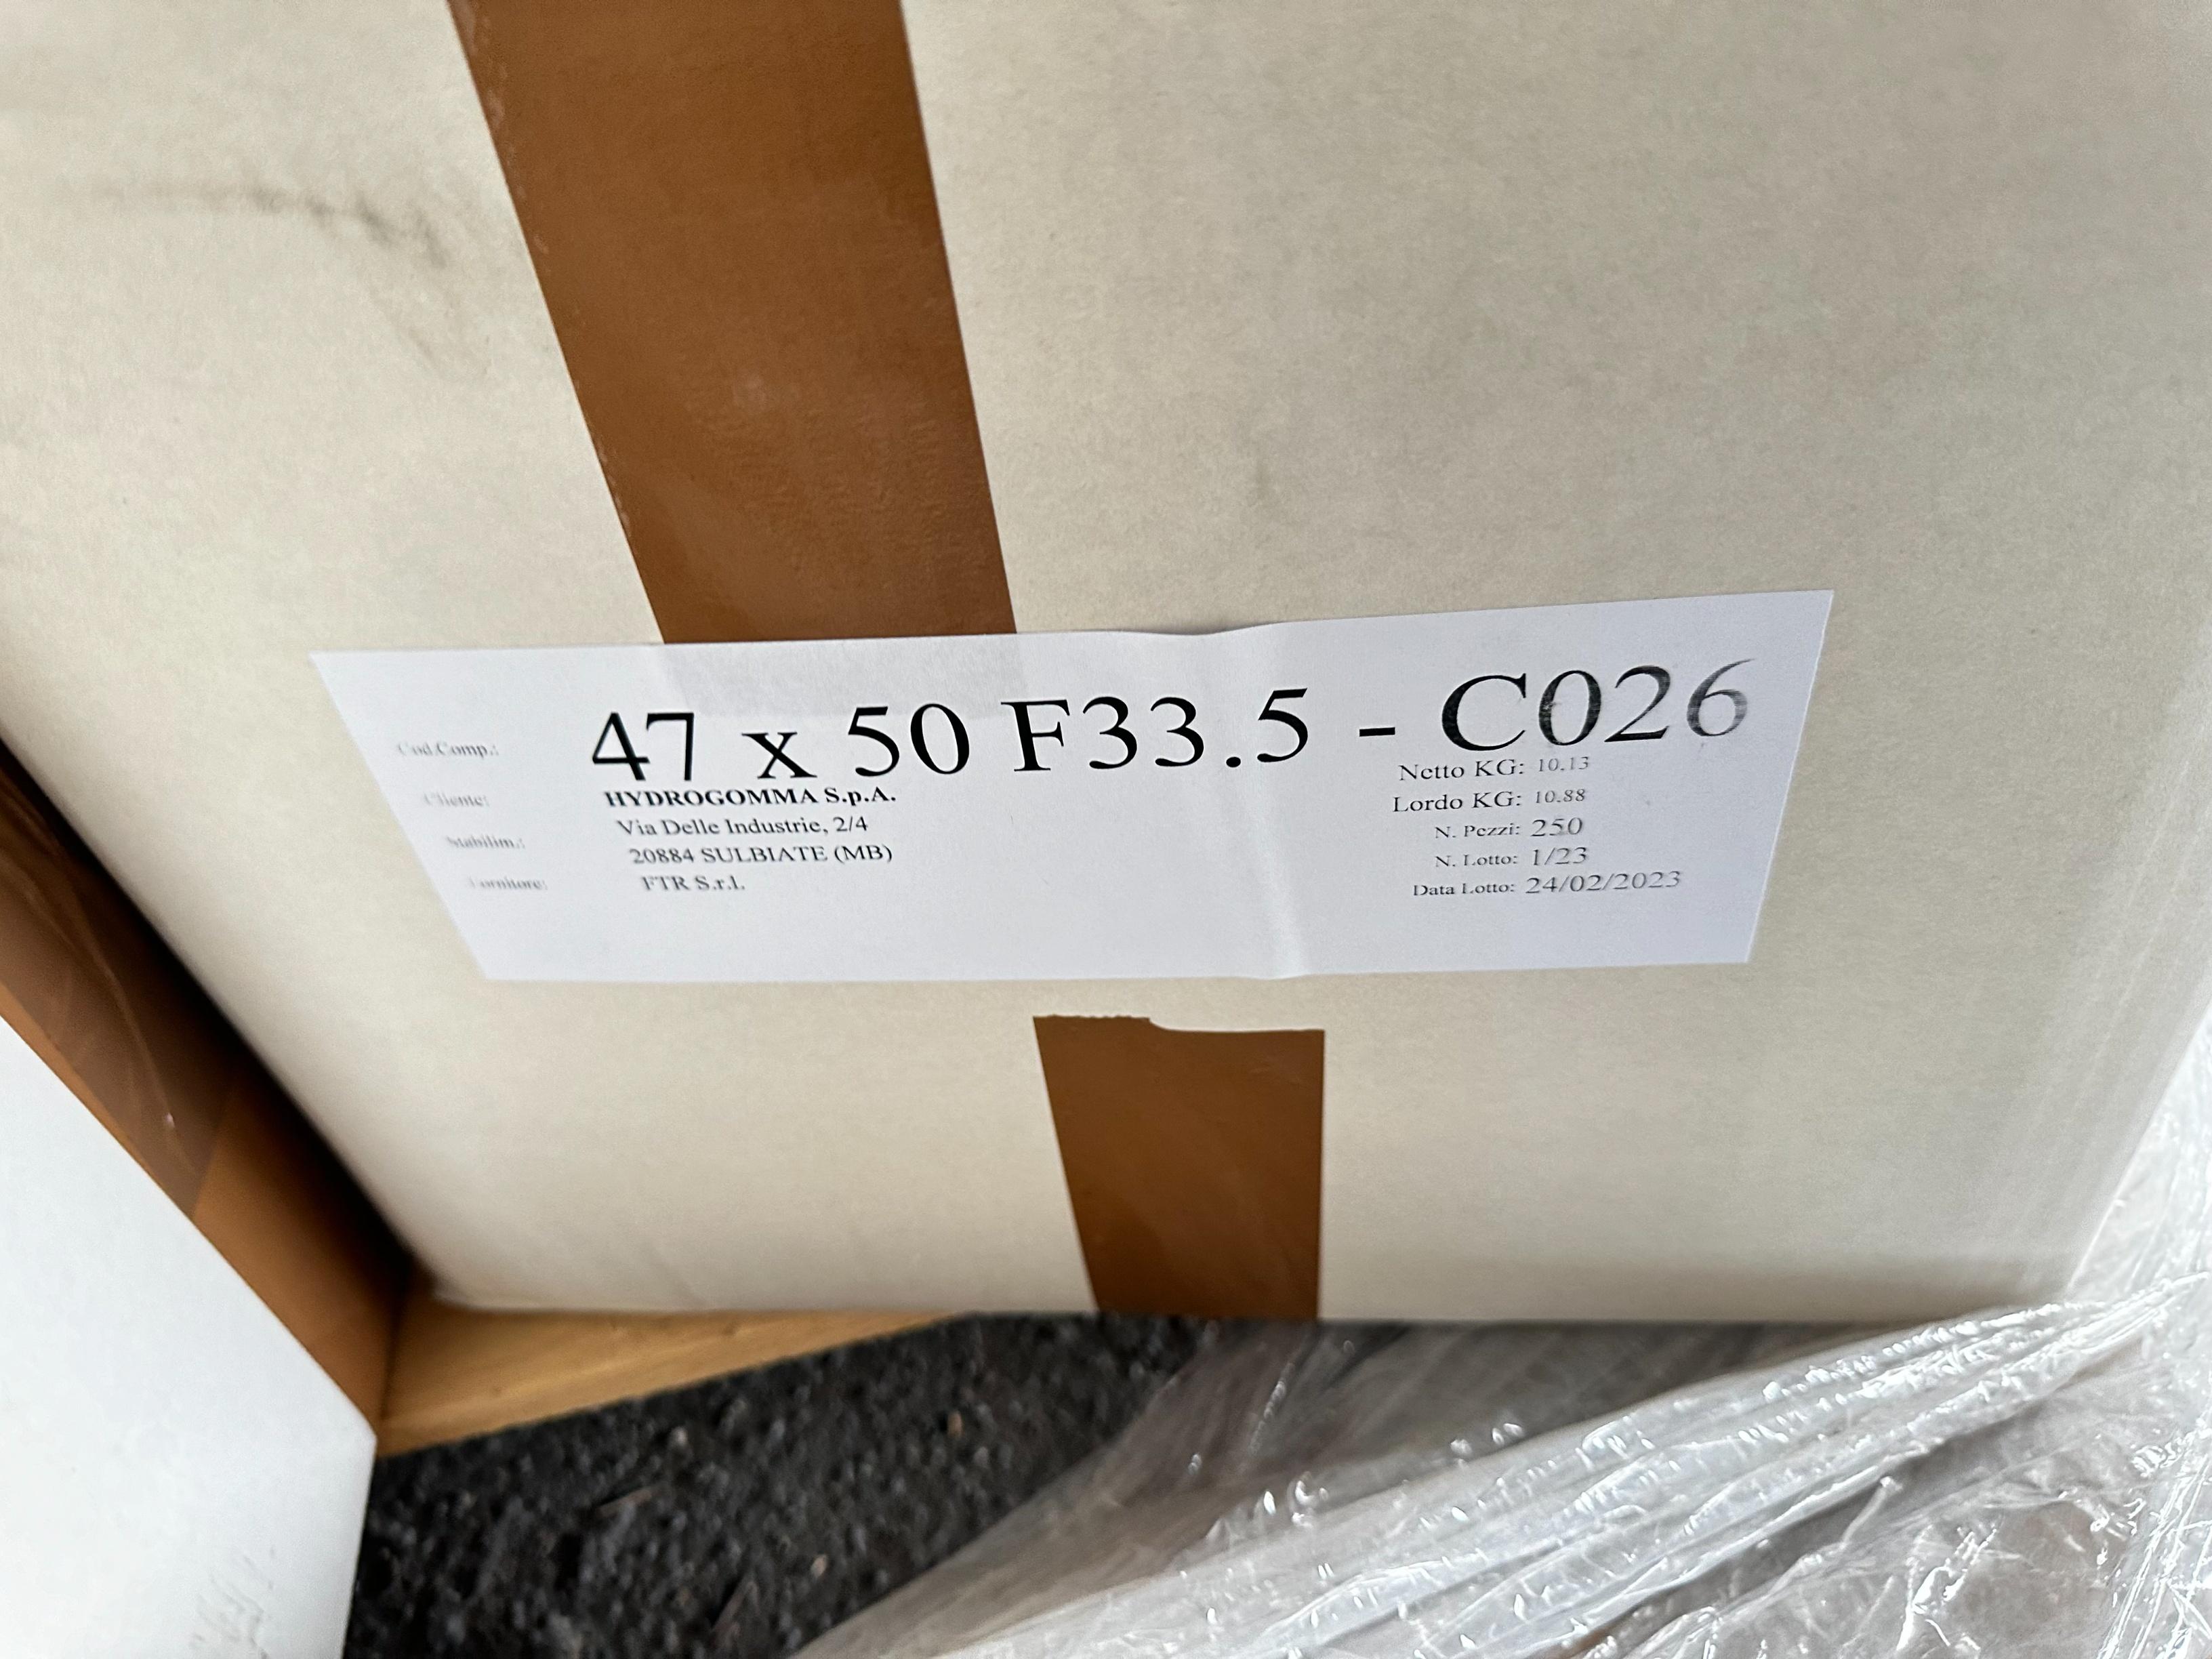 Cod.Comp.: 47 x 50 F33.5 - C026
Cliente: HYDROGOMMA S.p.A.
Stabilim.: Via Delle Industrie, 2/4
20884 SULBIATE (MB)
Fornitore: FTR S.r.l.
Netto KG: 10.13
Lordo KG: 10.88
N. Pezzi: 250
N. Lotto: 1/23
Data Lotto: 24/02/2023